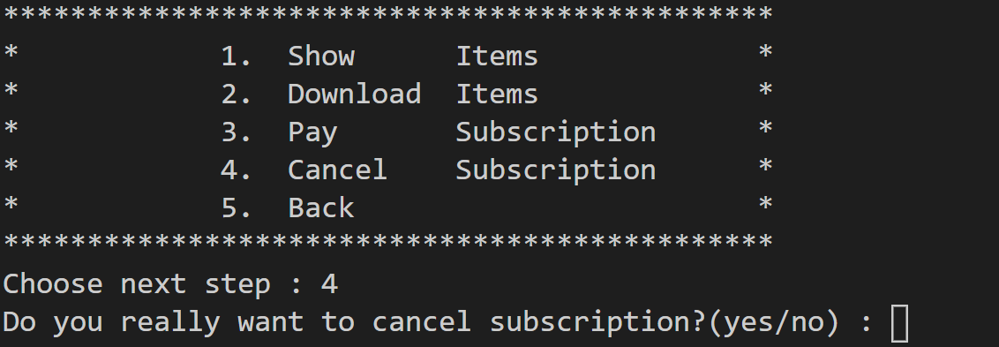 **********************************************
*            1.  Show      Items             *
*            2.  Download  Items             *
*            3.  Pay       Subscription      *
*            4.  Cancel    Subscription      *
*            5.  Back                        *
**********************************************
Choose next step : 4
Do you really want to cancel subscription?(yes/no) :